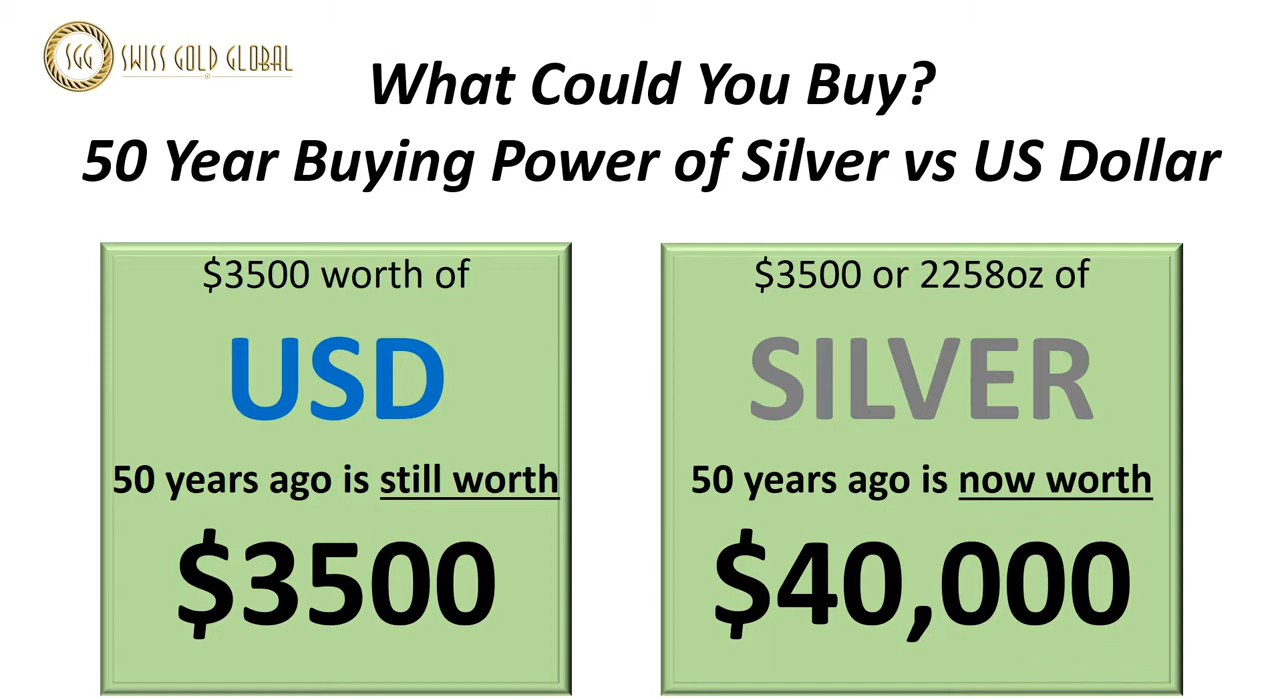 SGG SWISS GOLD GLOBAL
What Could You Buy?
50 Year Buying Power of Silver vs US Dollar
$3500 worth of
USD
50 years ago is still worth
$3500
$3500 or 2258oz of
SILVER
50 years ago is now worth
$40,000